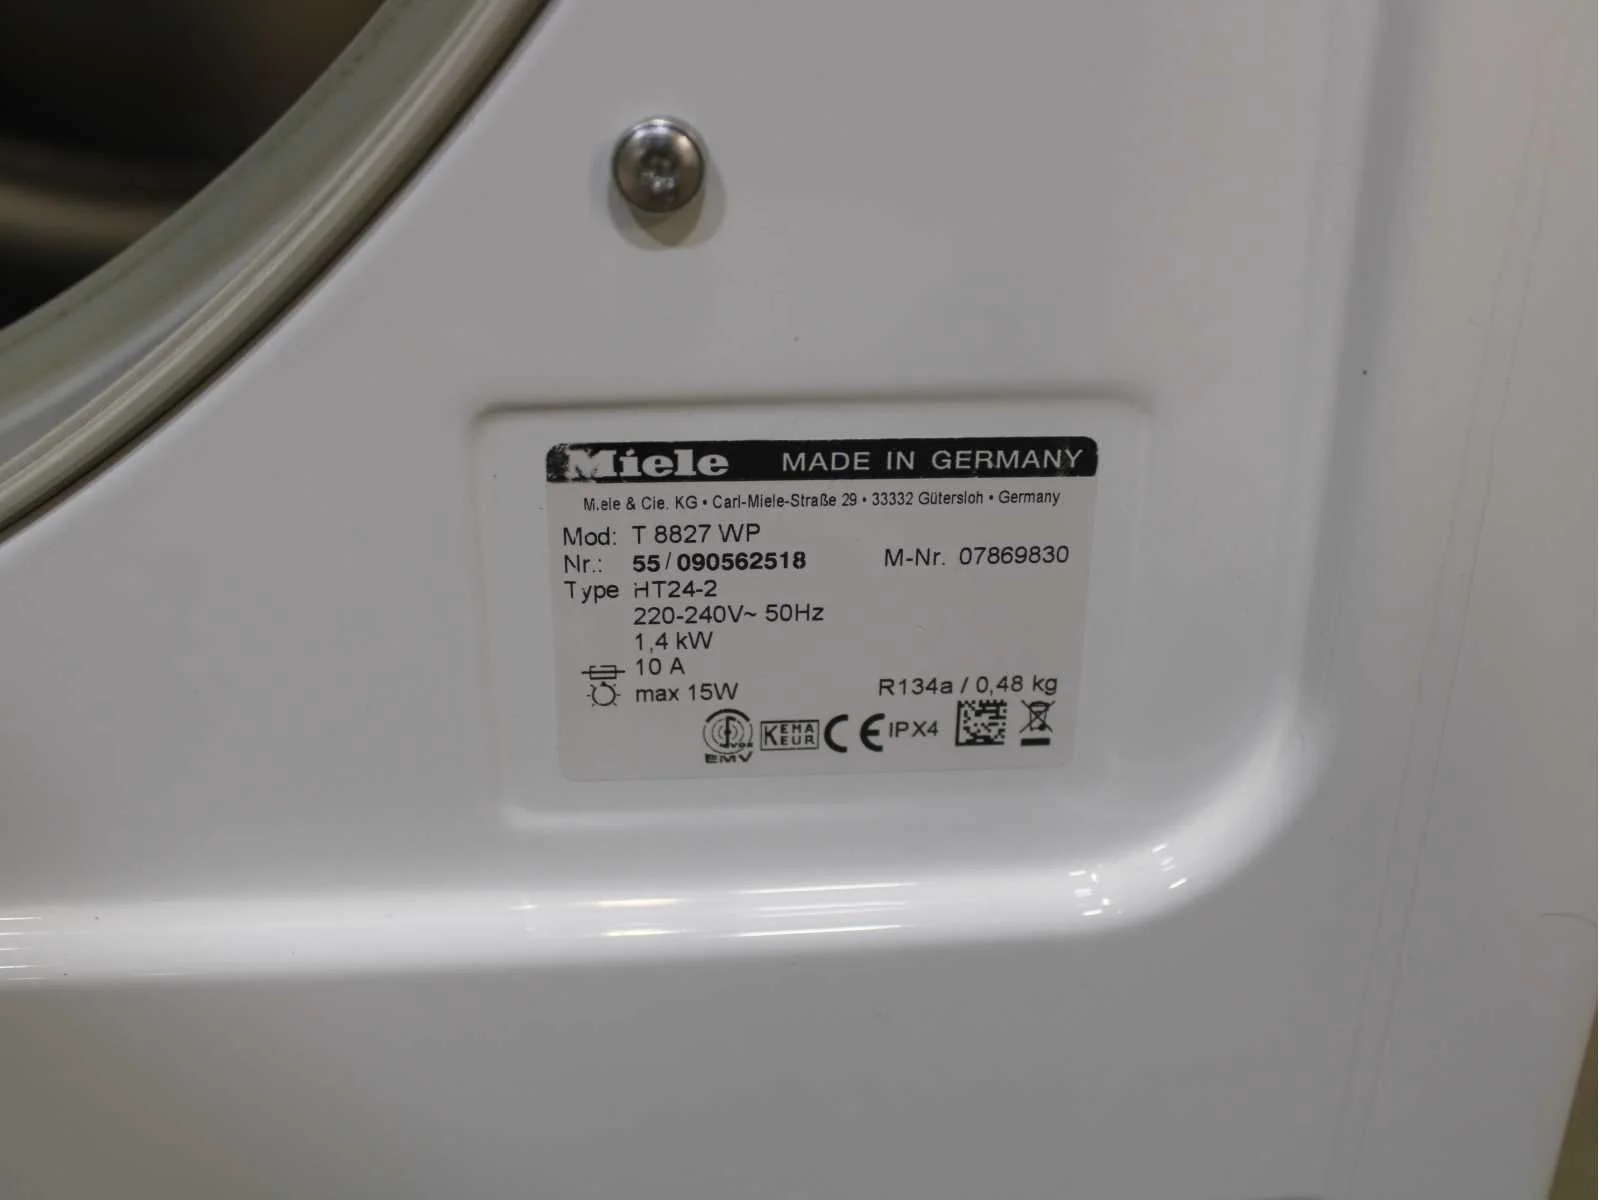 Miele MADE IN GERMANY
Miele & Cie. KG • Carl-Miele-Straße 29 • 33332 Gütersloh • Germany
Mod: T 8827 WP
Nr.: 55/090562518 M-Nr. 07869830
Type HT24-2
220-240V~ 50Hz
1,4 kW
10 A
max 15W R134a / 0,48 kg
VDE EMV KEMA KEUR CE IPX4